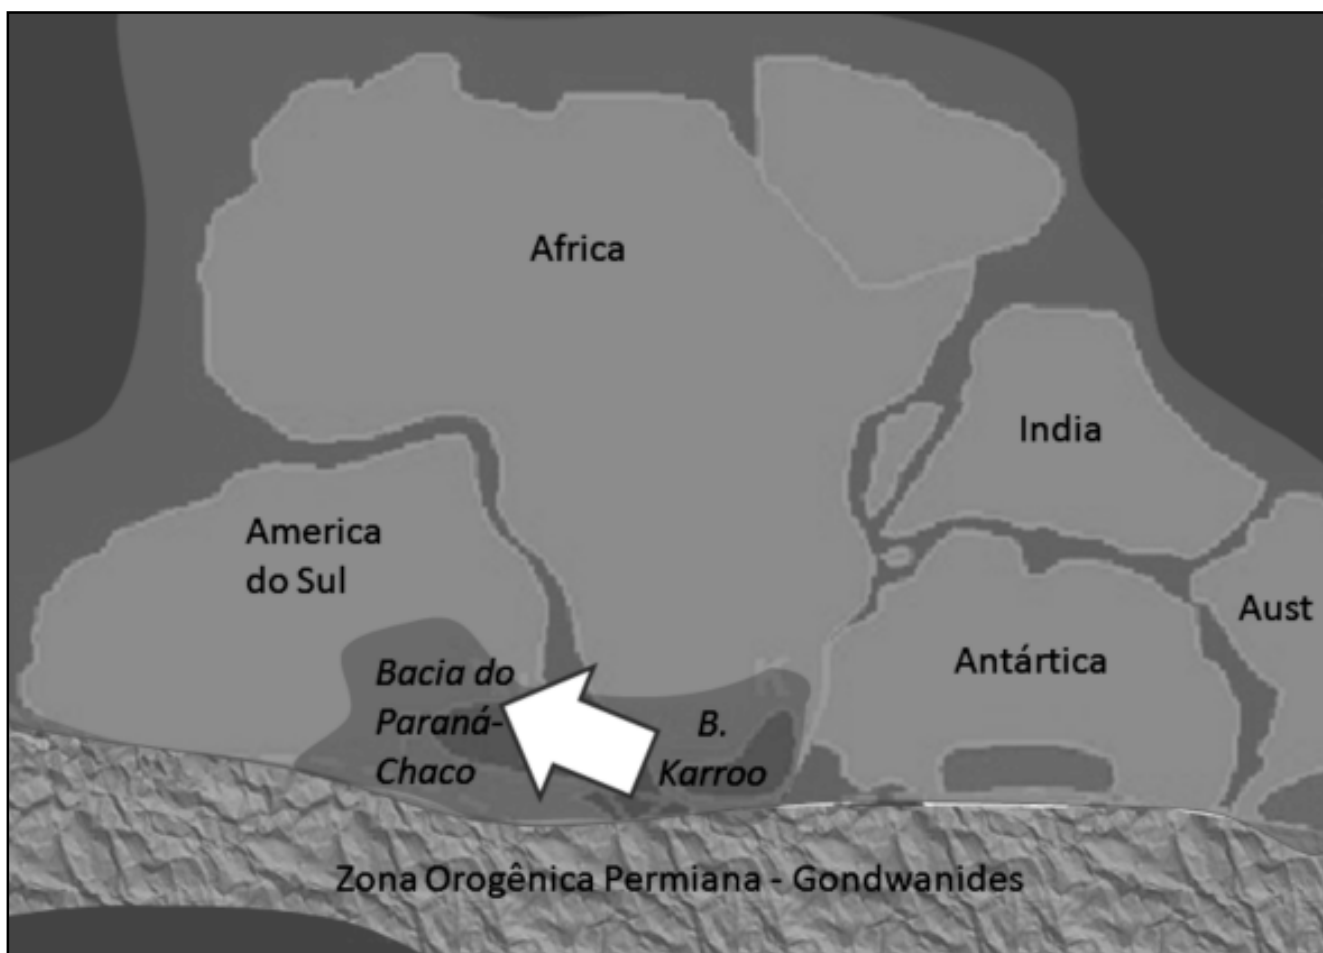 Africa
India
America
do Sul
Aust
Antártica
Bacia do
Paraná-
Chaco
B.
Karroo
K
Zona Orogênica Permiana - Gondwanides